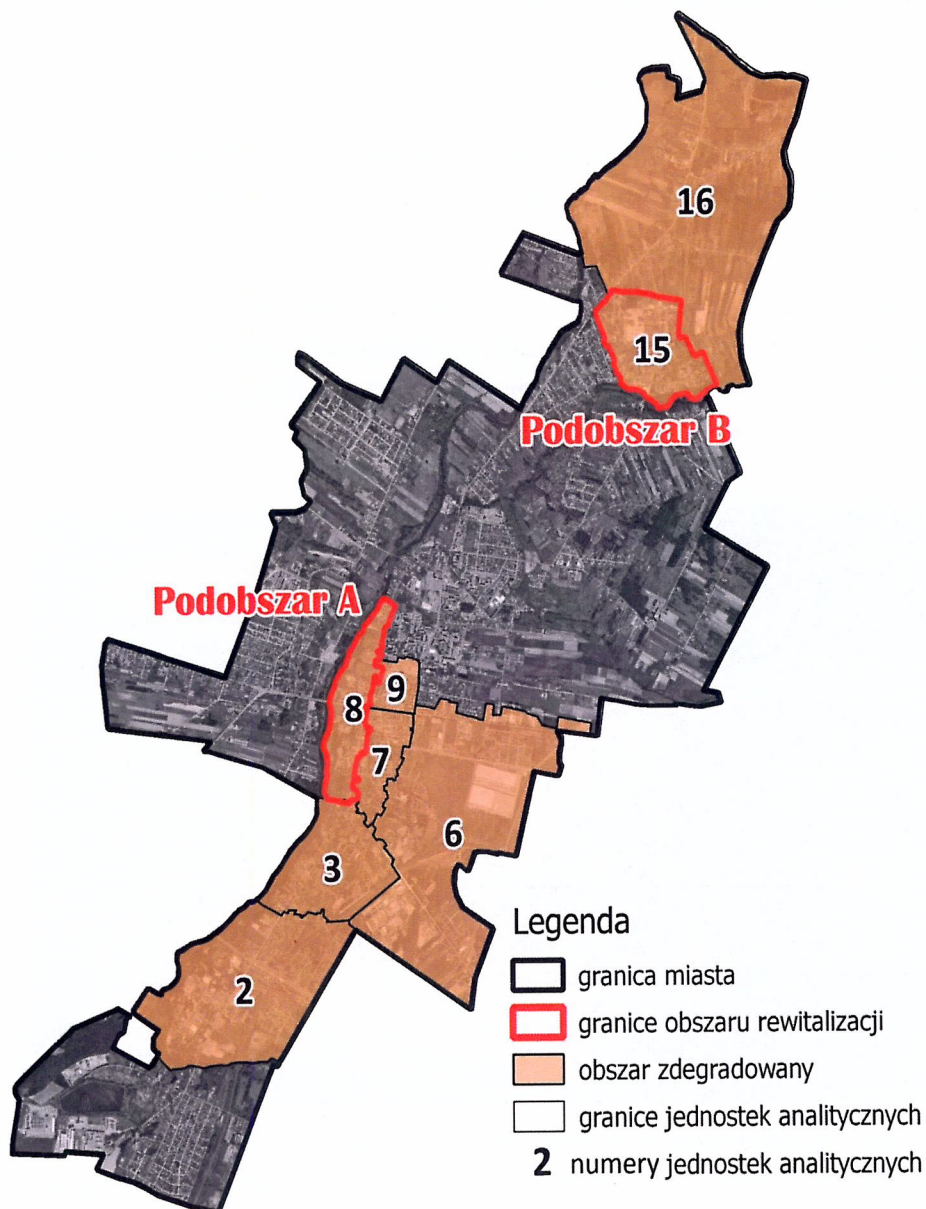 16
15
Podobszar B
Podobszar A
9
8
7
6
3
2
Legenda
granica miasta
granice obszaru rewitalizacji
obszar zdegradowany
granice jednostek analitycznych
2 numery jednostek analitycznych